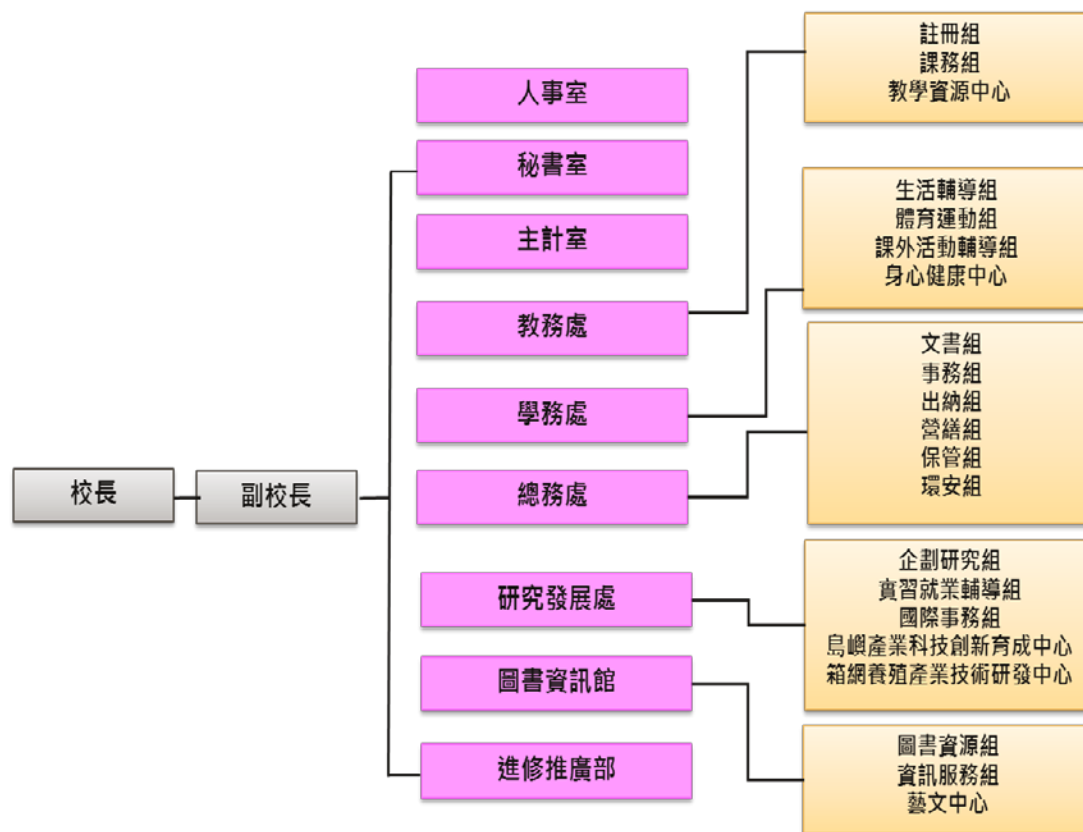 校長
副校長
人事室
秘書室
主計室
教務處
學務處
總務處
研究發展處
圖書資訊館
進修推廣部
註冊組
課務組
教學資源中心
生活輔導組
體育運動組
課外活動輔導組
身心健康中心
文書組
事務組
出納組
營繕組
保管組
環安組
企劃研究組
實習就業輔導組
國際事務組
島嶼產業科技創新育成中心
箱網養殖產業技術研發中心
圖書資源組
資訊服務組
藝文中心